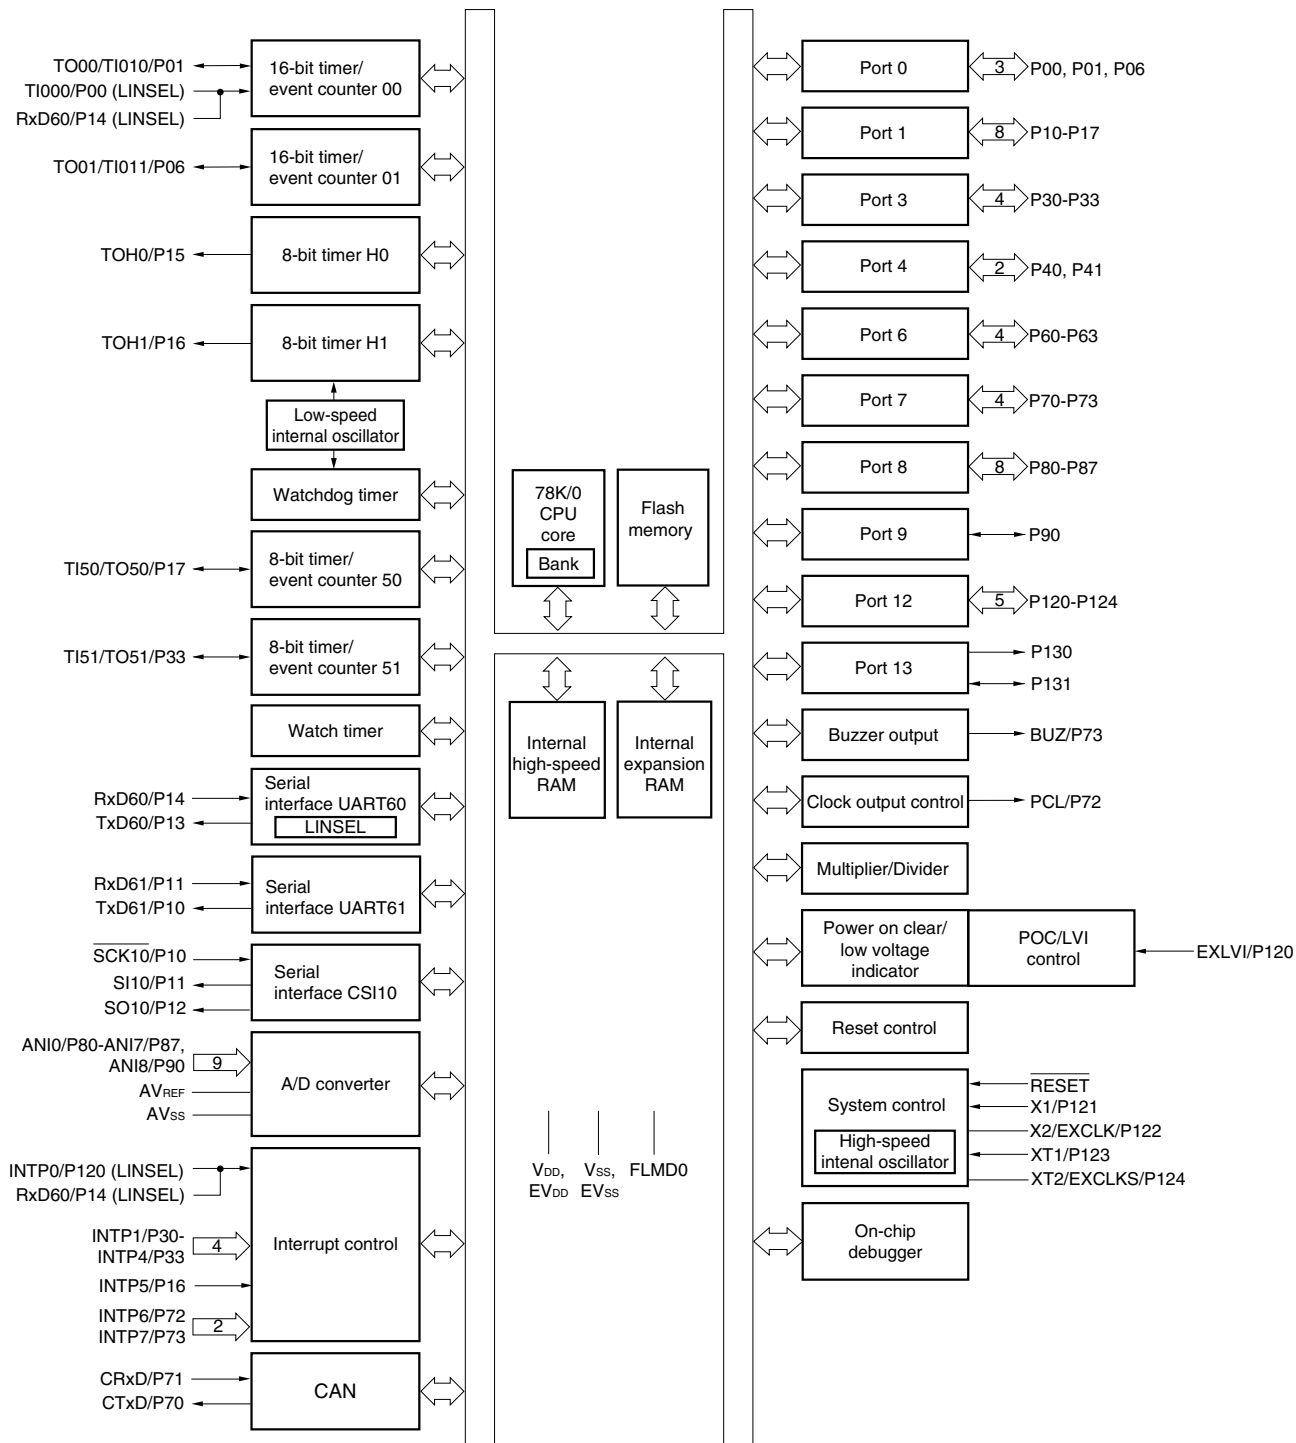 TO00/TI010/P01
TI000/P00 (LINSEL)
RxD60/P14 (LINSEL)
16-bit timer/
event counter 00
TO01/TI011/P06
16-bit timer/
event counter 01
TOH0/P15
8-bit timer H0
TOH1/P16
8-bit timer H1
Low-speed
internal oscillator
Watchdog timer
TI50/TO50/P17
8-bit timer/
event counter 50
TI51/TO51/P33
8-bit timer/
event counter 51
Watch timer
RxD60/P14
TxD60/P13
Serial
interface UART60
LINSEL
RxD61/P11
TxD61/P10
Serial
interface UART61
SCK10/P10
SI10/P11
SO10/P12
Serial
interface CSI10
ANI0/P80-ANI7/P87,
ANI8/P90
9
AVREF
AVSS
A/D converter
INTP0/P120 (LINSEL)
RxD60/P14 (LINSEL)
INTP1/P30-
INTP4/P33
4
INTP5/P16
INTP6/P72
INTP7/P73
2
Interrupt control
CRxD/P71
CTxD/P70
CAN
78K/0
CPU
core
Bank
Flash
memory
Internal
high-speed
RAM
Internal
expansion
RAM
VDD,
EVDD
VSS,
EVSS
FLMD0
Port 0
3
P00, P01, P06
Port 1
8
P10-P17
Port 3
4
P30-P33
Port 4
2
P40, P41
Port 6
4
P60-P63
Port 7
4
P70-P73
Port 8
8
P80-P87
Port 9
P90
Port 12
5
P120-P124
Port 13
P130
P131
Buzzer output
BUZ/P73
Clock output control
PCL/P72
Multiplier/Divider
Power on clear/
low voltage
indicator
POC/LVI
control
EXLVI/P120
Reset control
System control
High-speed
intenal oscillator
RESET
X1/P121
X2/EXCLK/P122
XT1/P123
XT2/EXCLKS/P124
On-chip
debugger